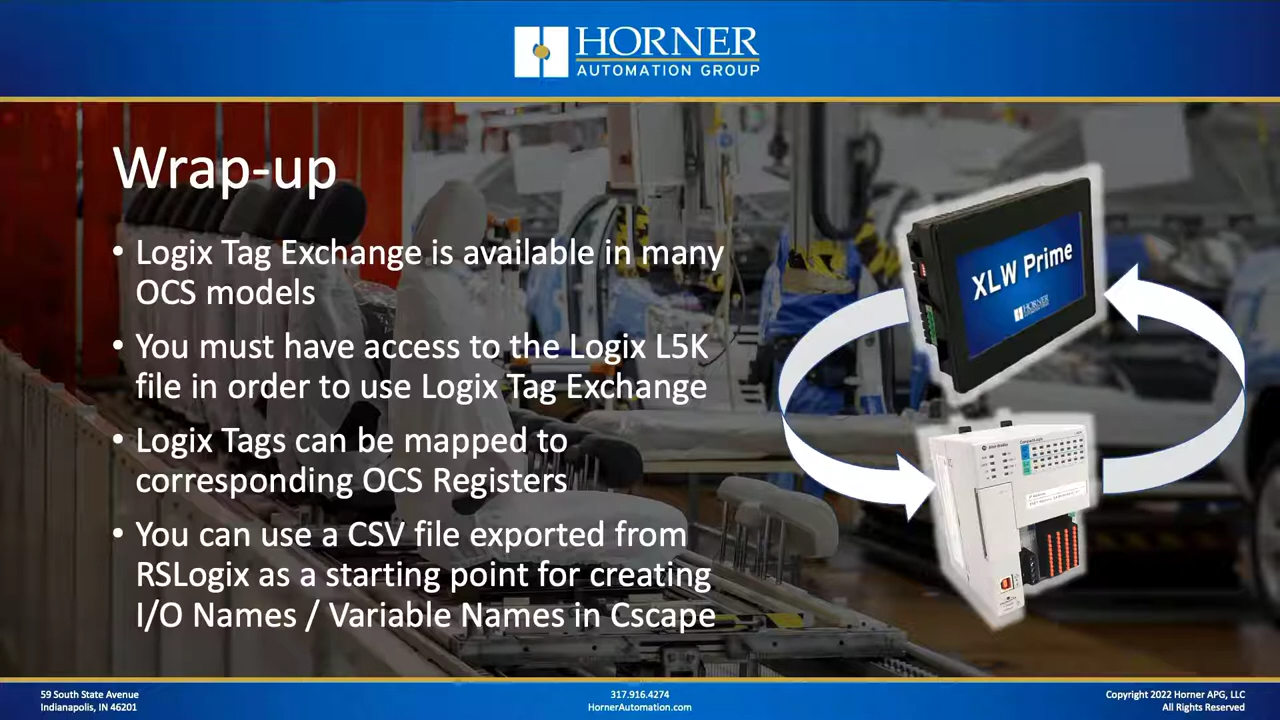 HORNER
AUTOMATION GROUP
Wrap-up
• Logix Tag Exchange is available in many
OCS models
• You must have access to the Logix L5K
file in order to use Logix Tag Exchange
• Logix Tags can be mapped to
corresponding OCS Registers
• You can use a CSV file exported from
RSLogix as a starting point for creating
I/O Names / Variable Names in Cscape
XLW Prime
HORNER
59 South State Avenue
Indianapolis, IN 46201
317.916.4274
HornerAutomation.com
Copyright 2022 Horner APG, LLC
All Rights Reserved